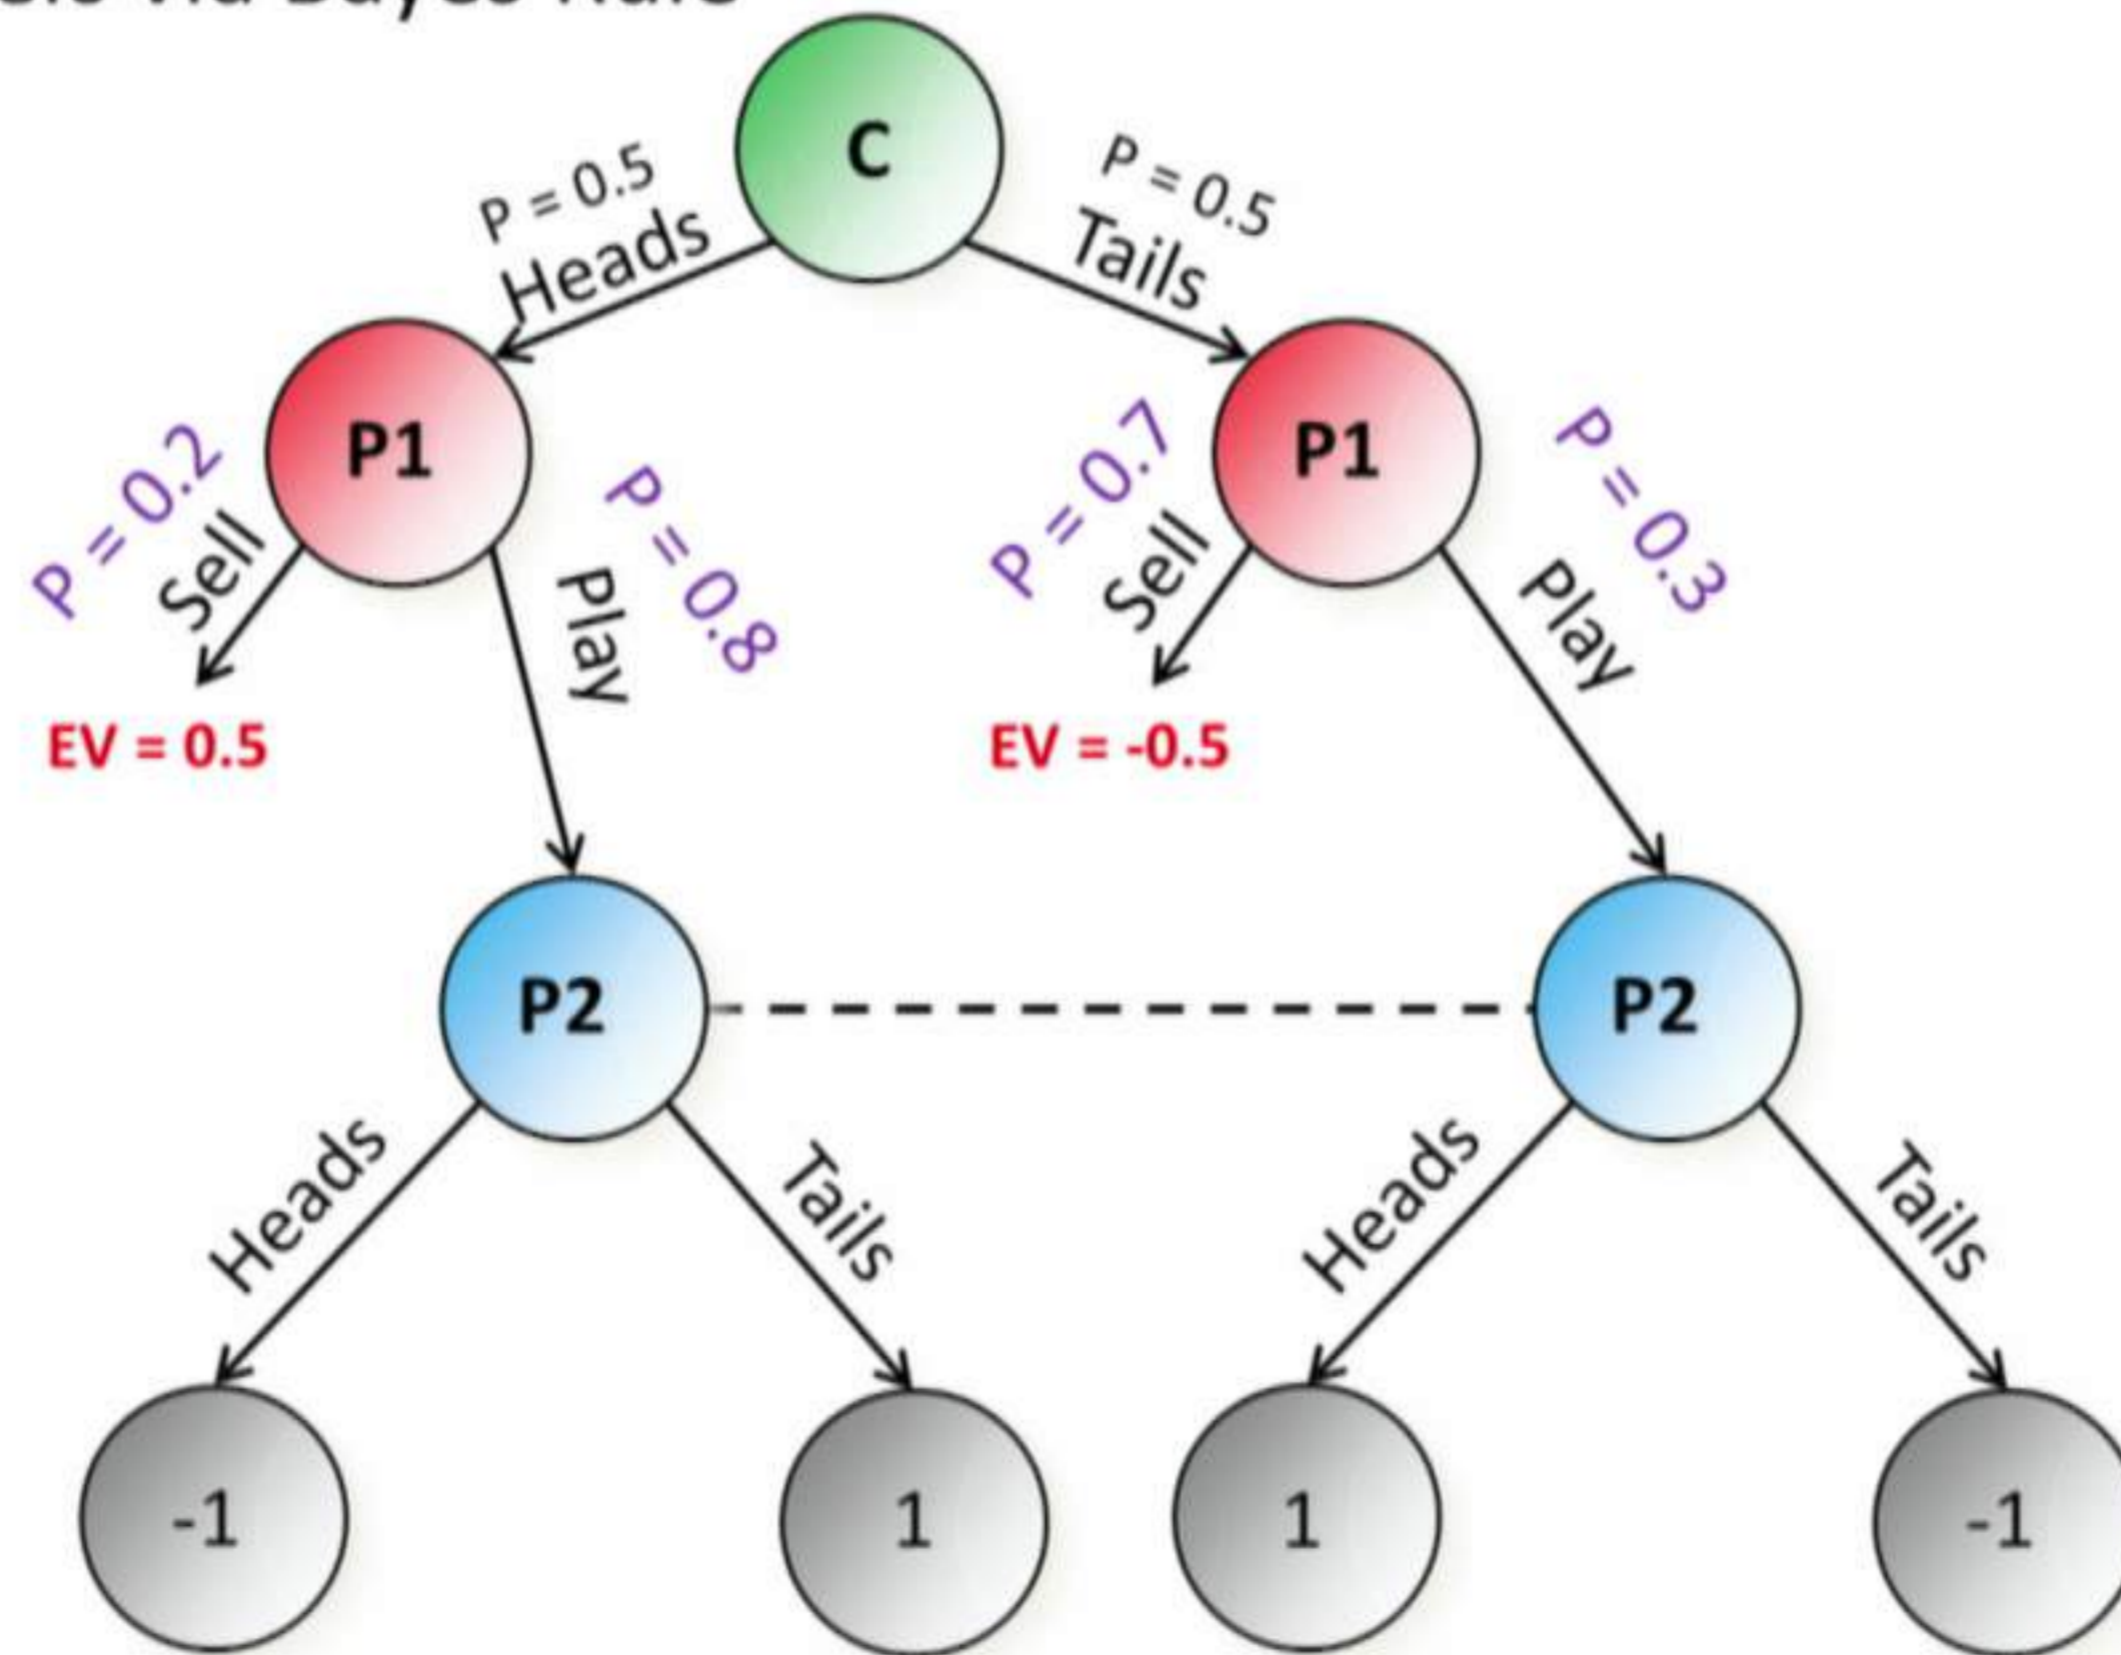 C
P = 0.5
Heads
P = 0.5
Tails
P1
P1
P = 0.2
Sell
P = 0.8
Play
P = 0.7
Sell
P = 0.3
Play
EV = 0.5
EV = -0.5
P2
P2
Heads
Tails
Heads
Tails
-1
1
1
-1